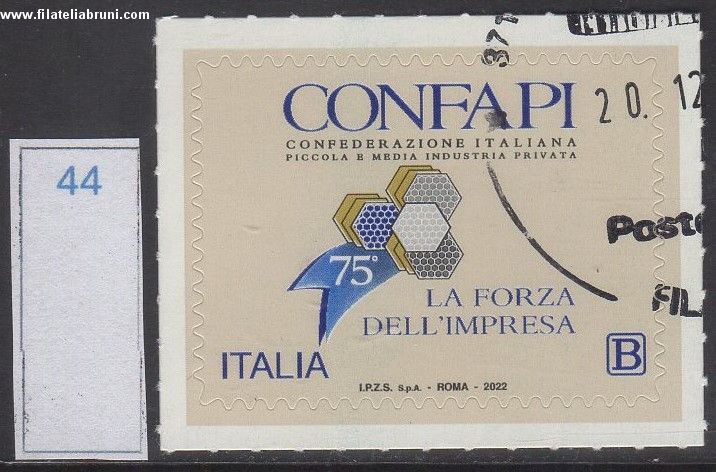 www.filateliabruni.com
44
CONFAPI
CONFEDERAZIONE ITALIANA
PICCOLA E MEDIA INDUSTRIA PRIVATA
75°
LA FORZA
DELL'IMPRESA
ITALIA
B
I.P.Z.S. S.p.A. - ROMA - 2022
20. 12
Poste
FIL